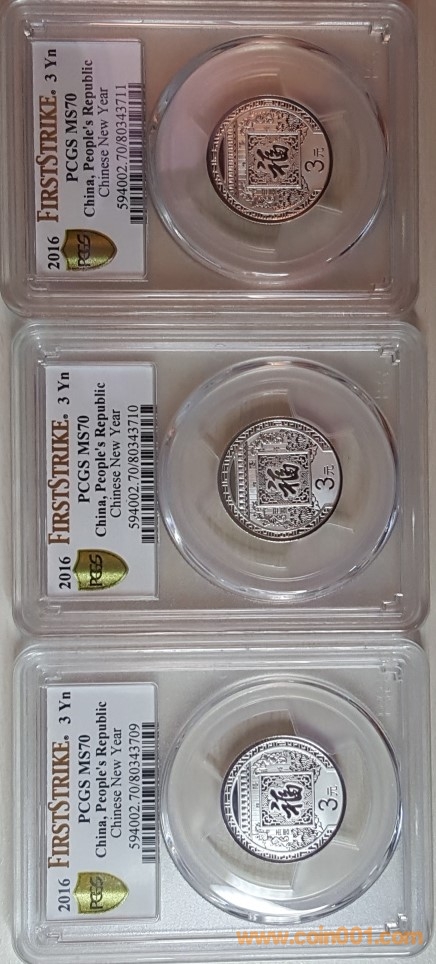 2016 FIRSTSTRIKE® 3 Yn
PCGS MS70
China, People's Republic
Chinese New Year
594002.70/80343711
PCGS
福
3元
2016 FIRSTSTRIKE® 3 Yn
PCGS MS70
China, People's Republic
Chinese New Year
594002.70/80343710
PCGS
福
3元
2016 FIRSTSTRIKE® 3 Yn
PCGS MS70
China, People's Republic
Chinese New Year
594002.70/80343709
PCGS
福
3元
www.coin001.com